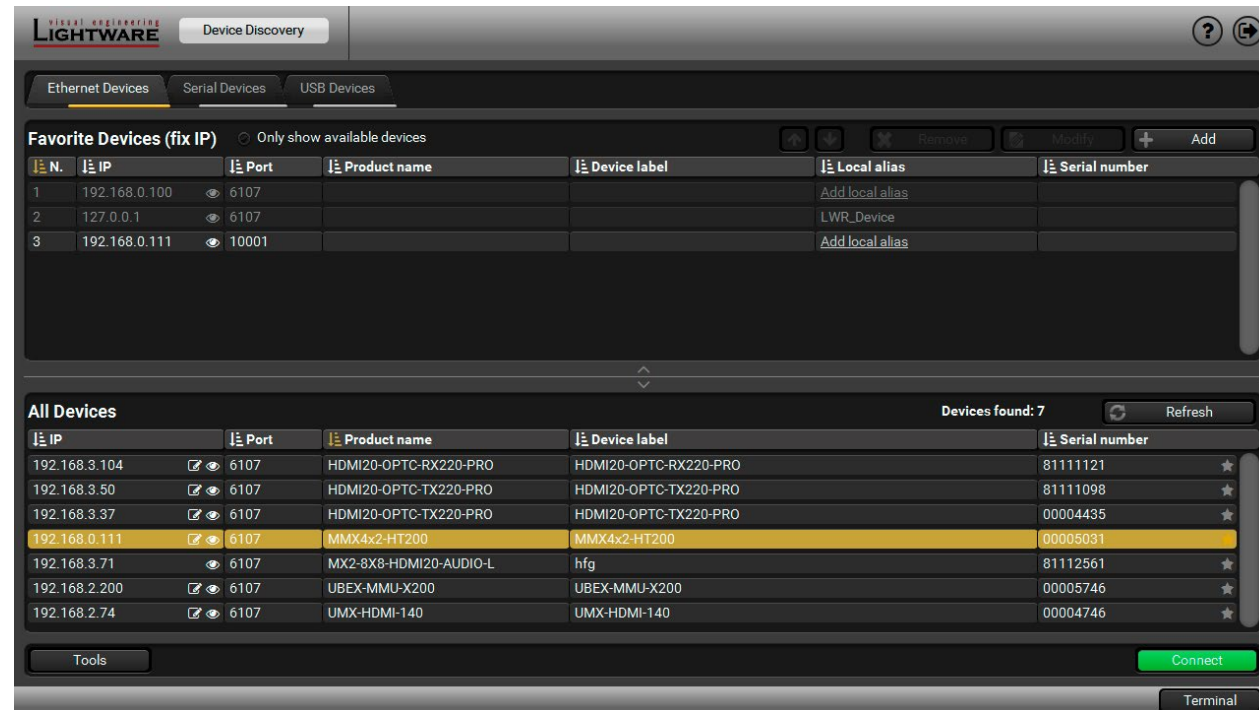 visual engineering
LIGHTWARE Device Discovery ?
Ethernet Devices Serial Devices USB Devices
Favorite Devices (fix IP) Only show available devices Remove Modify Add
N. IP Port Product name Device label Local alias Serial number
1 192.168.0.100 6107 Add local alias
2 127.0.0.1 6107 LWR_Device
3 192.168.0.111 10001 Add local alias
All Devices Devices found: 7 Refresh
IP Port Product name Device label Serial number
192.168.3.104 6107 HDMI20-OPTC-RX220-PRO HDMI20-OPTC-RX220-PRO 81111121
192.168.3.50 6107 HDMI20-OPTC-TX220-PRO HDMI20-OPTC-TX220-PRO 81111098
192.168.3.37 6107 HDMI20-OPTC-TX220-PRO HDMI20-OPTC-TX220-PRO 00004435
192.168.0.111 6107 MMX4x2-HT200 MMX4x2-HT200 00005031
192.168.3.71 6107 MX2-8X8-HDMI20-AUDIO-L hfg 81112561
192.168.2.200 6107 UBEX-MMU-X200 UBEX-MMU-X200 00005746
192.168.2.74 6107 UMX-HDMI-140 UMX-HDMI-140 00004746
Tools Connect
Terminal